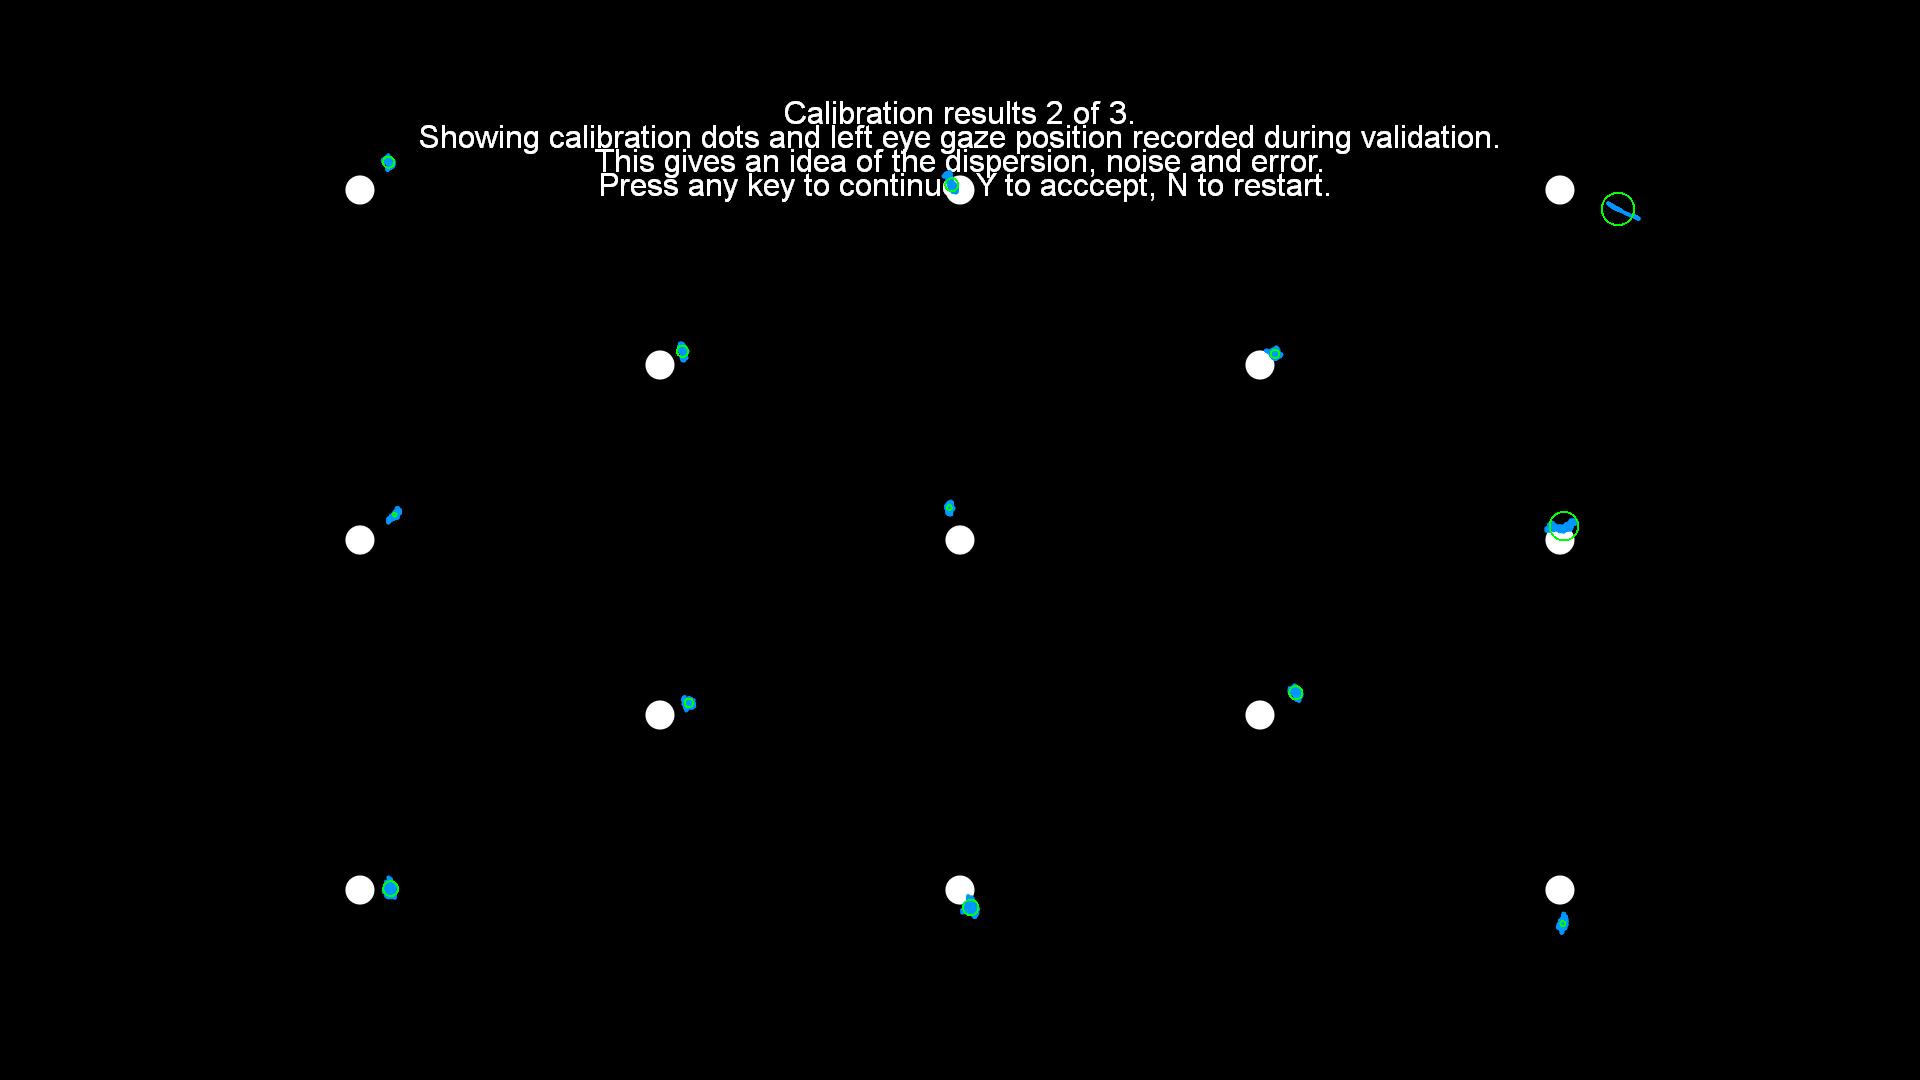 Calibration results 2 of 3.
Showing calibration dots and left eye gaze position recorded during validation.
This gives an idea of the dispersion, noise and error.
Press any key to continue, Y to acccept, N to restart.